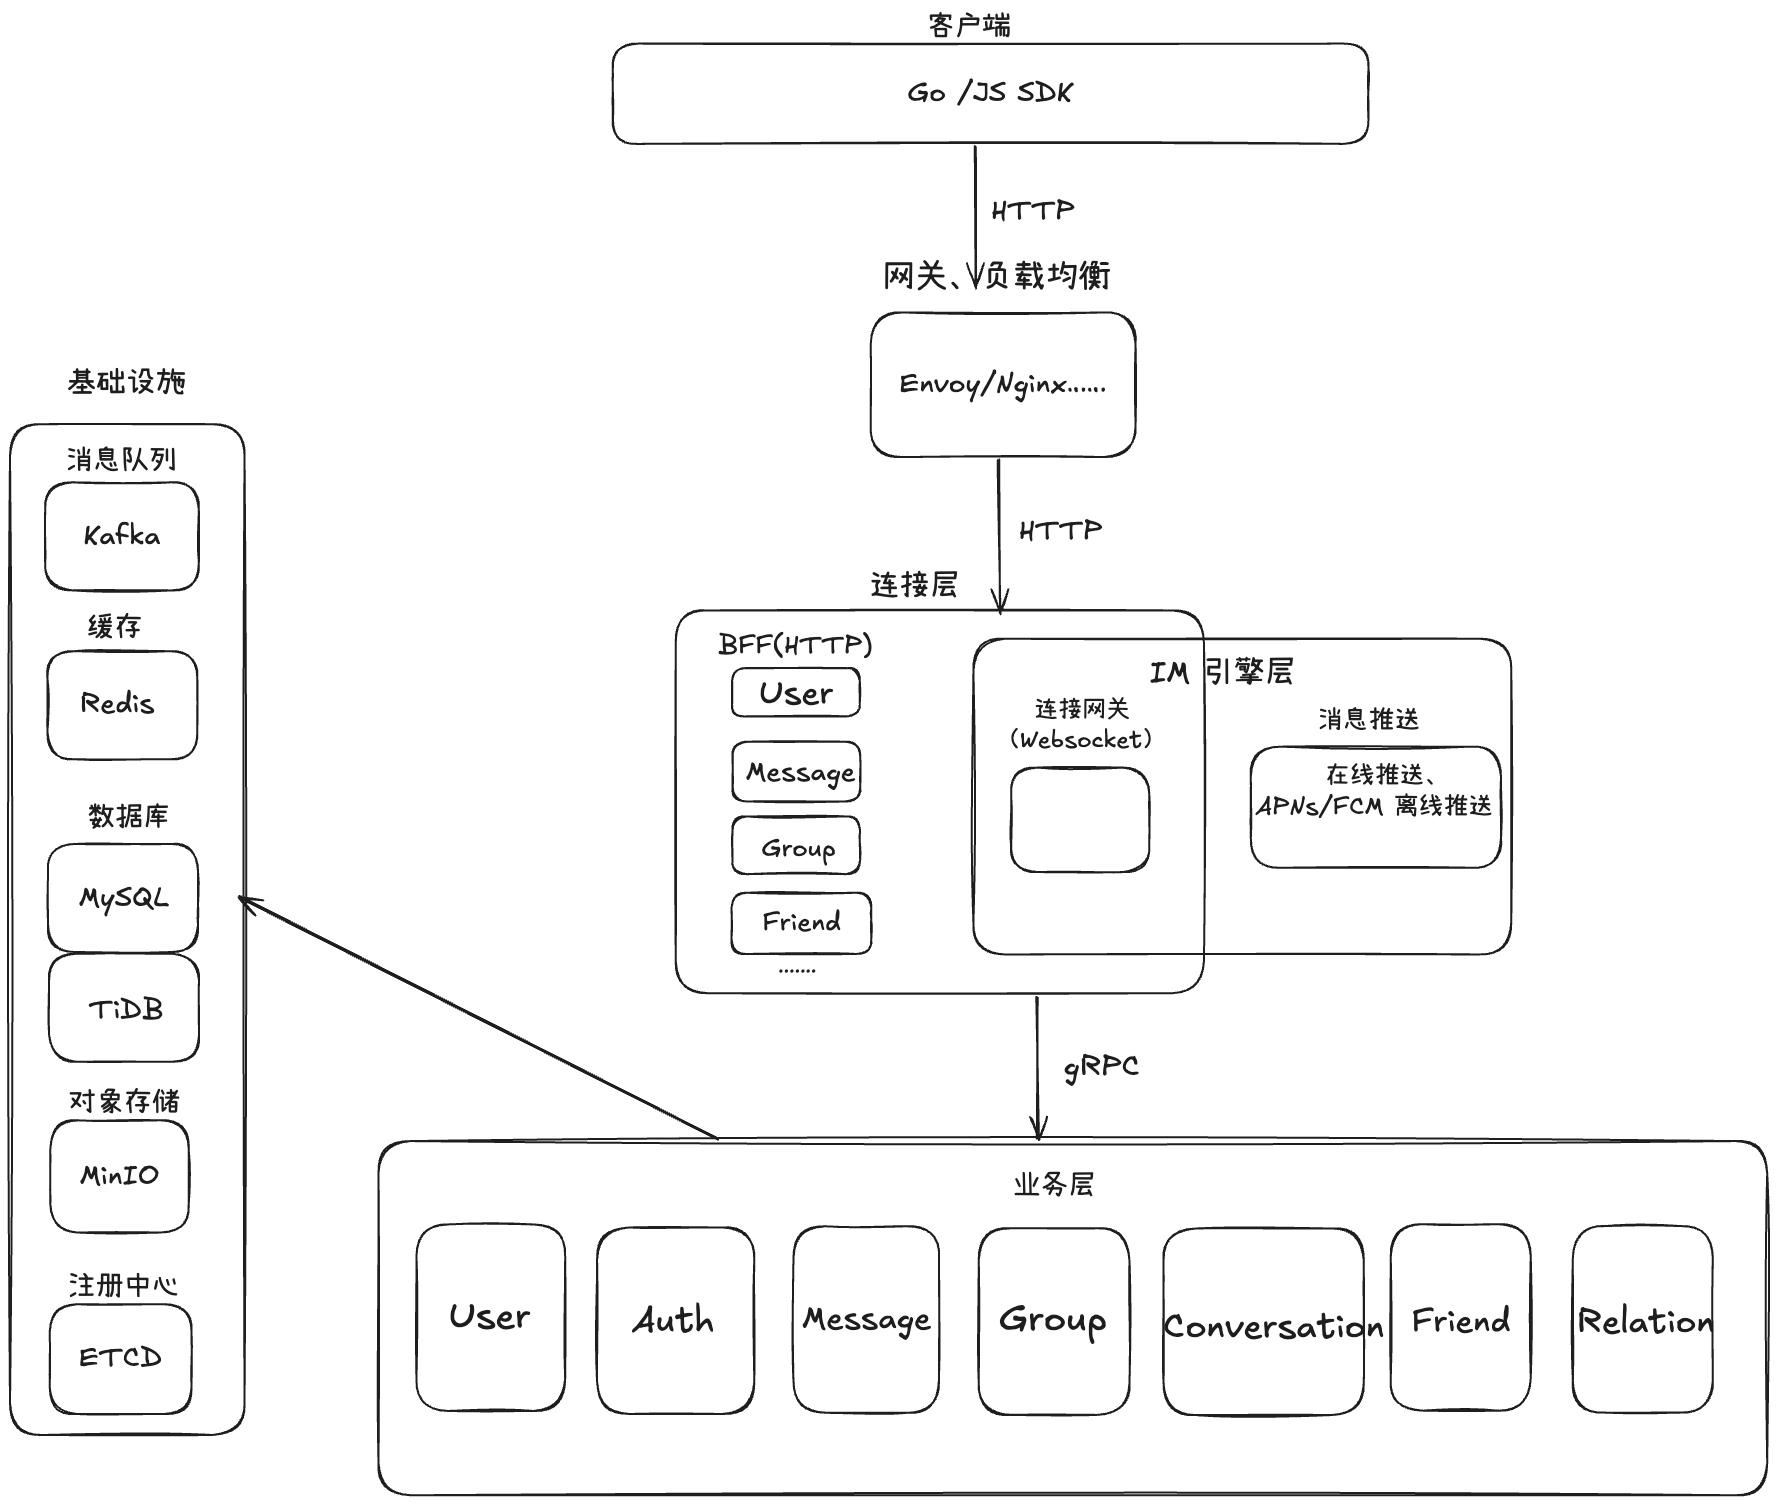 客户端
Go /JS SDK
HTTP
网关、负载均衡
Envoy/Nginx......
HTTP
基础设施
消息队列
Kafka
缓存
Redis
数据库
MySQL
TiDB
对象存储
MinIO
注册中心
ETCD
连接层
BFF(HTTP)
User
Message
Group
Friend
.......
IM 引擎层
连接网关
(Websocket)
消息推送
在线推送、
APNs/FCM 离线推送
gRPC
业务层
User
Auth
Message
Group
Conversation
Friend
Relation